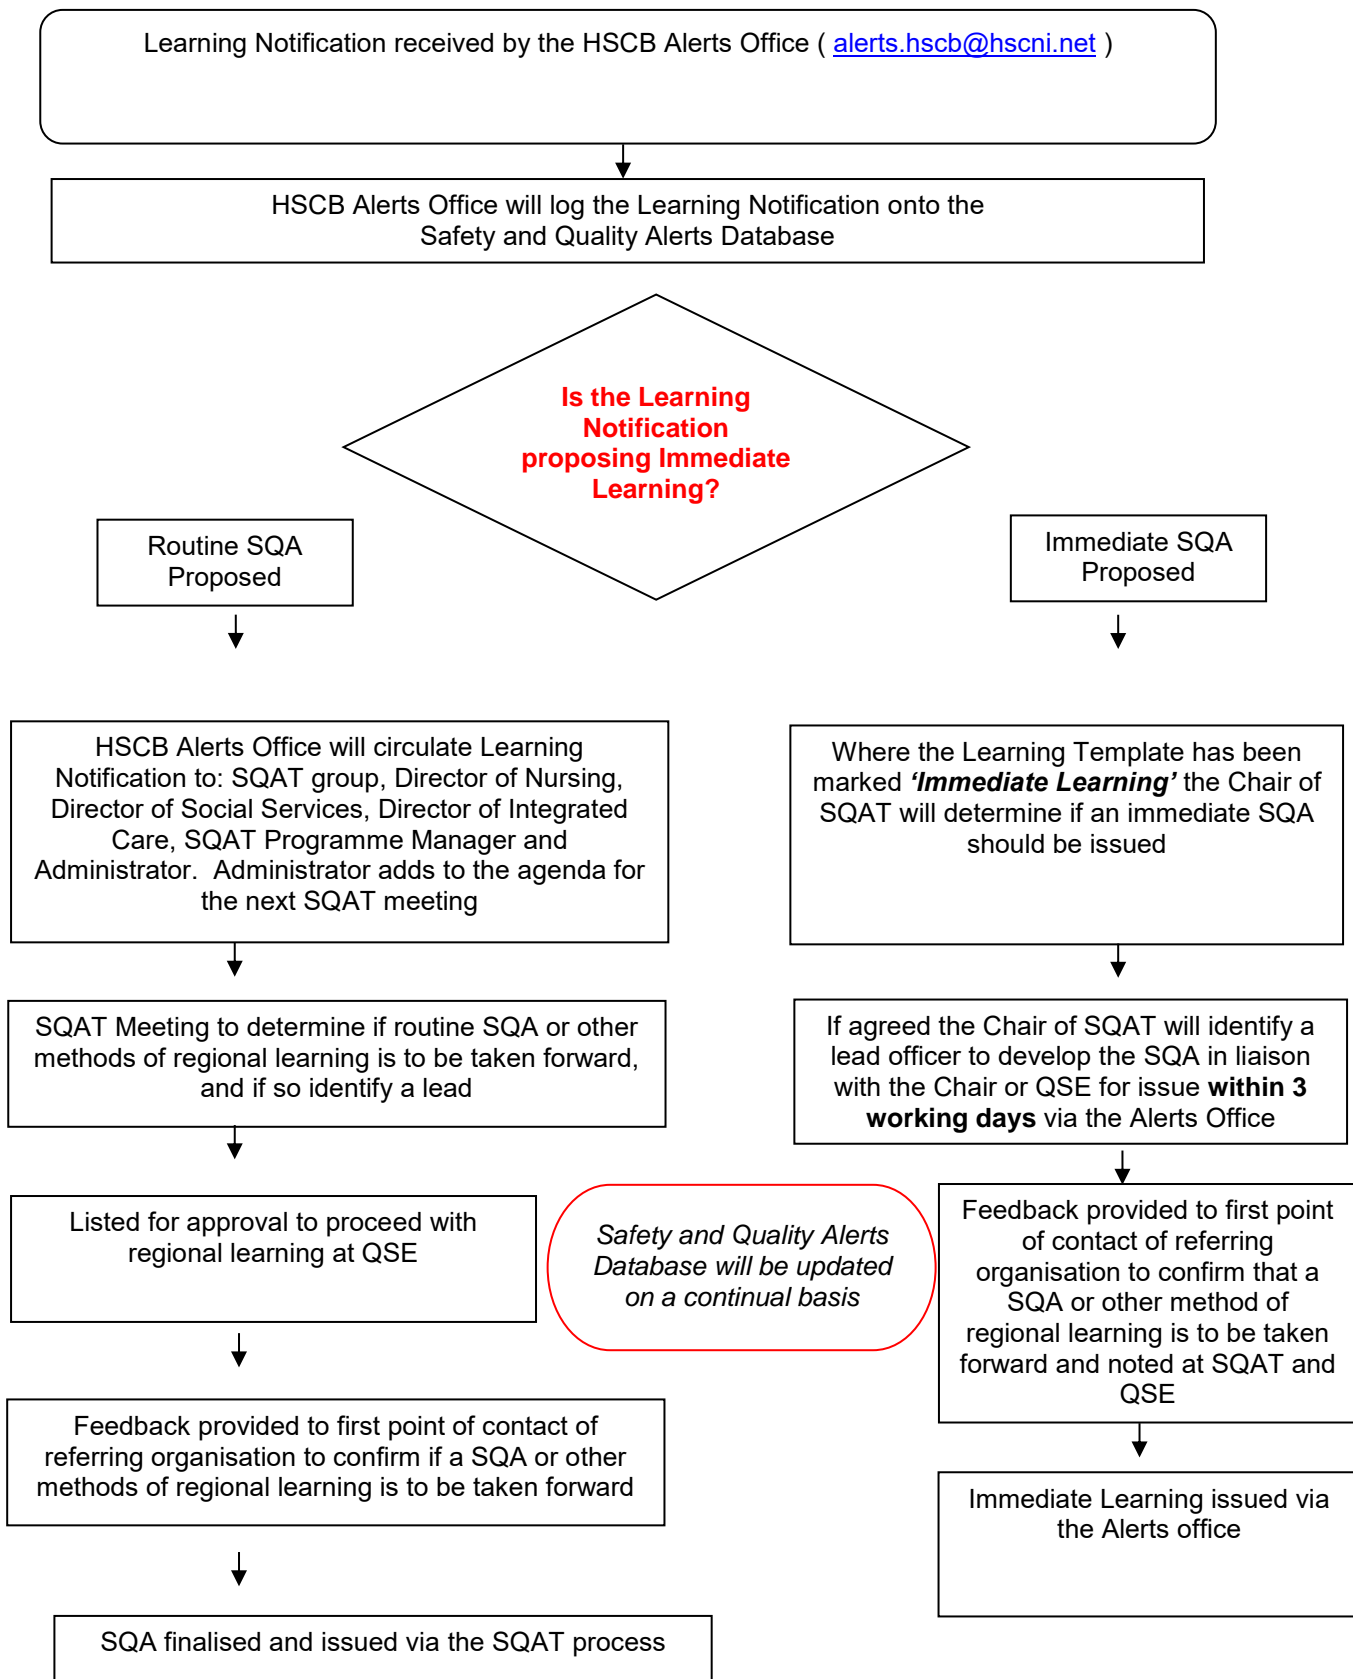 Learning Notification received by the HSCB Alerts Office ( alerts.hscb@hscni.net )
HSCB Alerts Office will log the Learning Notification onto the
Safety and Quality Alerts Database
Is the Learning
Notification
proposing Immediate
Learning?
Routine SQA
Proposed
Immediate SQA
Proposed
HSCB Alerts Office will circulate Learning
Notification to: SQAT group, Director of Nursing,
Director of Social Services, Director of Integrated
Care, SQAT Programme Manager and
Administrator.  Administrator adds to the agenda for
the next SQAT meeting
Where the Learning Template has been
marked ‘Immediate Learning’ the Chair of
SQAT will determine if an immediate SQA
should be issued
SQAT Meeting to determine if routine SQA or other
methods of regional learning is to be taken forward,
and if so identify a lead
If agreed the Chair of SQAT will identify a
lead officer to develop the SQA in liaison
with the Chair or QSE for issue within 3
working days via the Alerts Office
Listed for approval to proceed with
regional learning at QSE
Safety and Quality Alerts
Database will be updated
on a continual basis
Feedback provided to first point
of contact of referring
organisation to confirm that a
SQA or other method of
regional learning is to be taken
forward and noted at SQAT and
QSE
Feedback provided to first point of contact of
referring organisation to confirm if a SQA or other
methods of regional learning is to be taken forward
Immediate Learning issued via
the Alerts office
SQA finalised and issued via the SQAT process